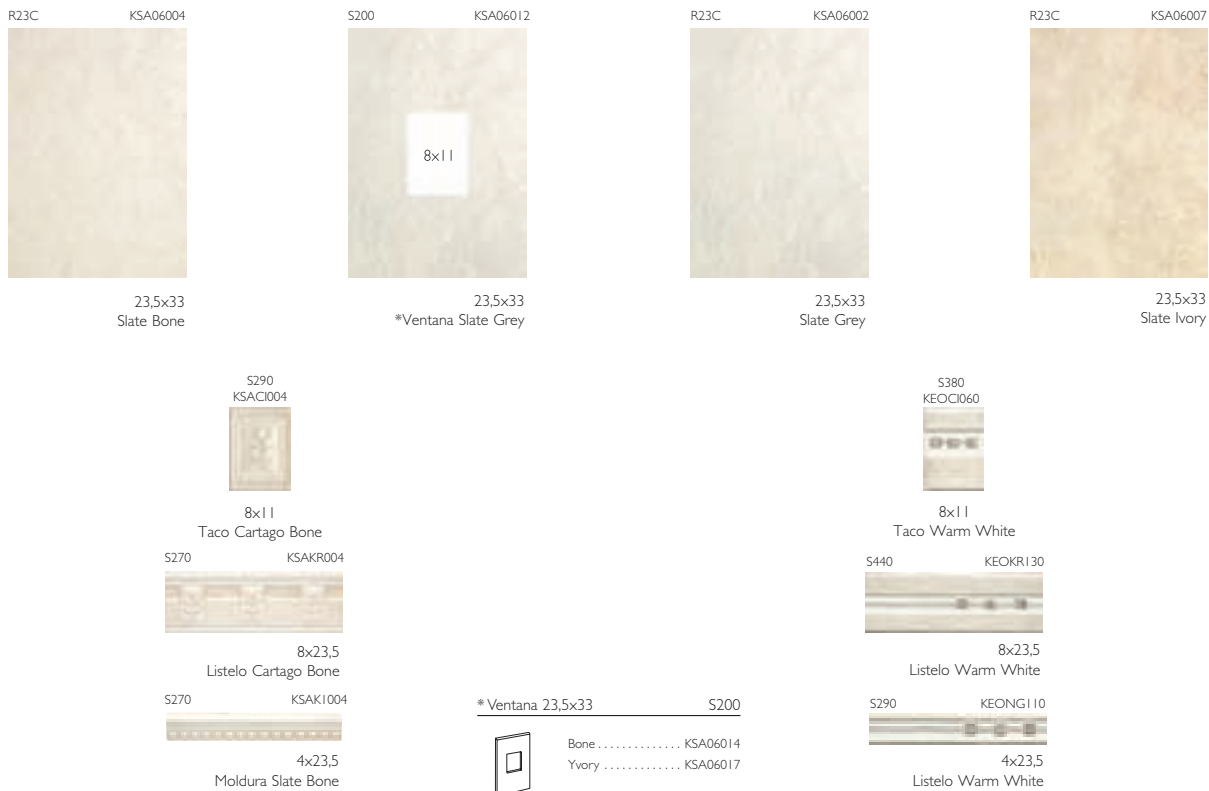 R23C KSA06004
S200 KSA06012
R23C KSA06002
R23C KSA06007
8x11
23,5x33
Slate Bone
23,5x33
*Ventana Slate Grey
23,5x33
Slate Grey
23,5x33
Slate Ivory
S290
KSACI004
8x11
Taco Cartago Bone
S380
KEOCI060
8x11
Taco Warm White
S270 KSAKR004
8x23,5
Listelo Cartago Bone
S440 KEOKR130
8x23,5
Listelo Warm White
S270 KSAK1004
4x23,5
Moldura Slate Bone
* Ventana 23,5x33 S200
Bone . . . . . . . . . . . . . . KSA06014
Yvory . . . . . . . . . . . . . KSA06017
S290 KEONG110
4x23,5
Listelo Warm White